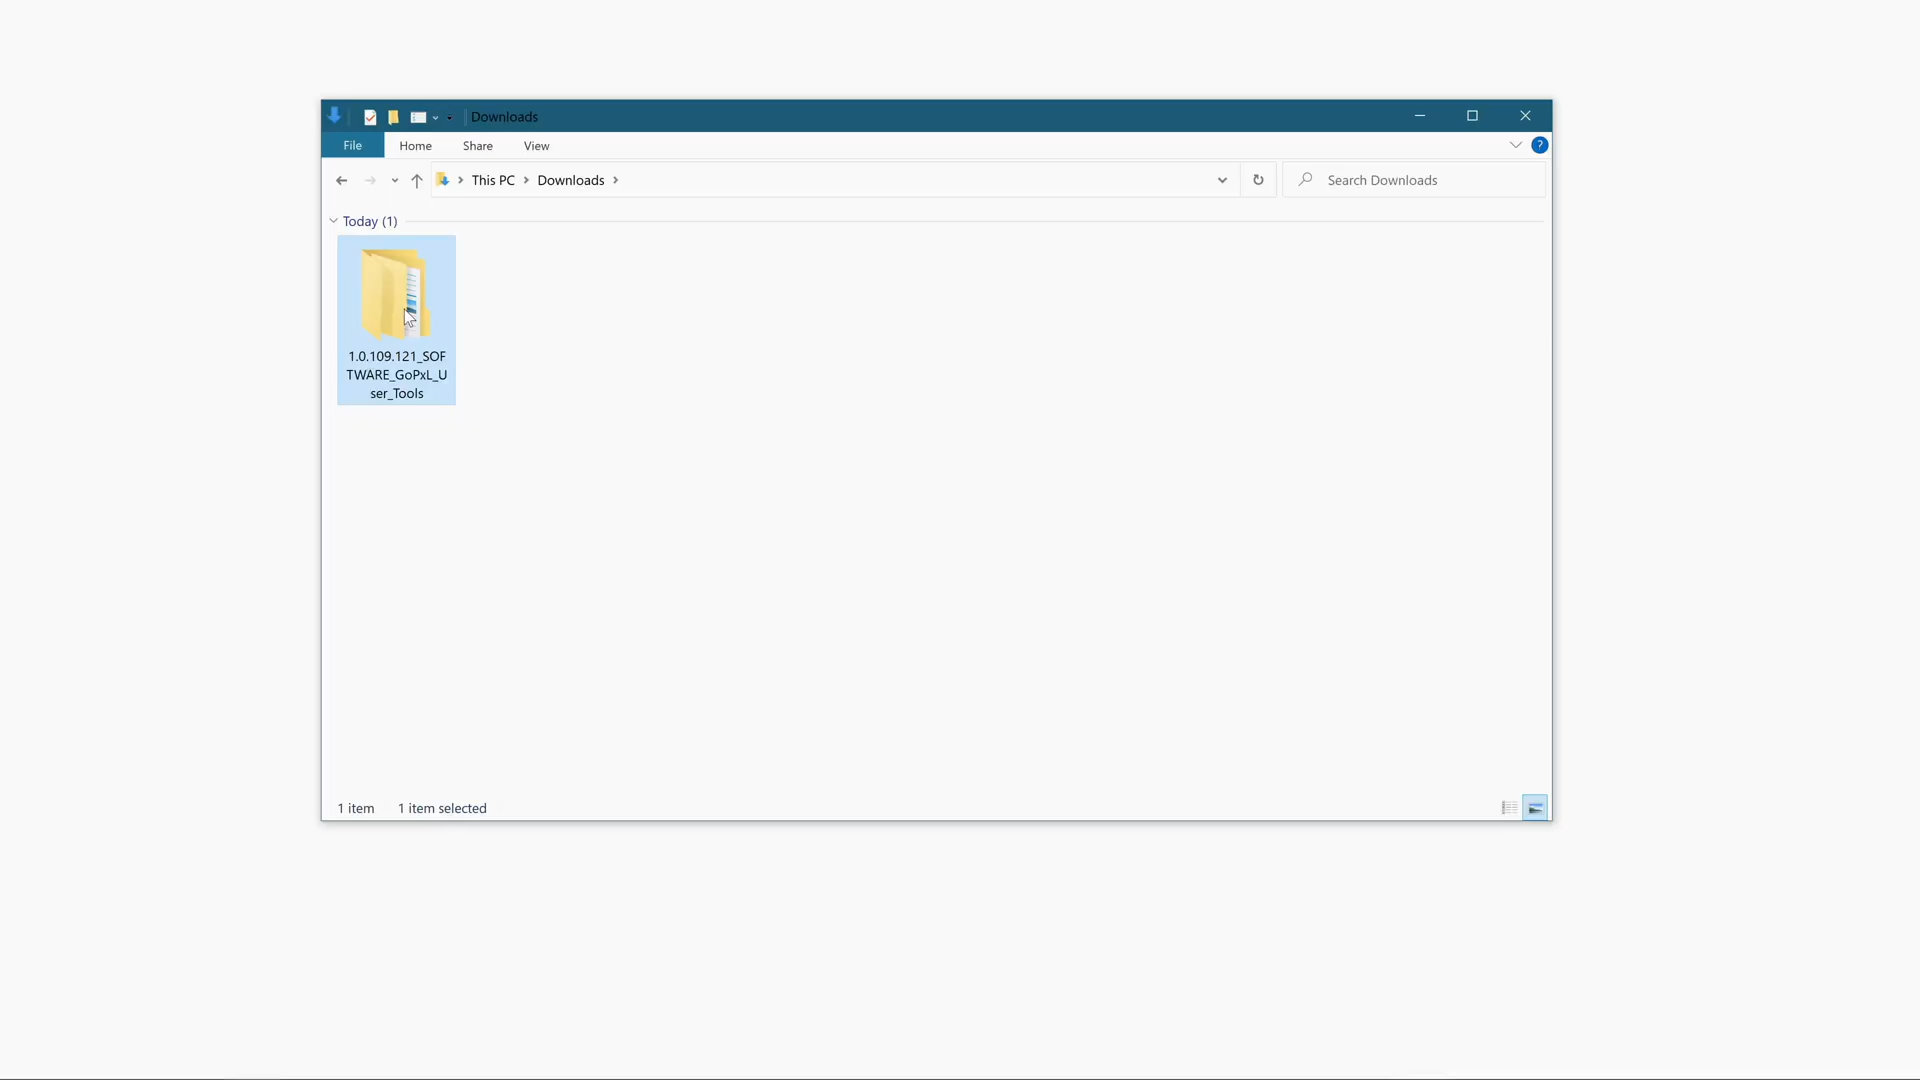 Downloads
File Home Share View ?
This PC Downloads
Search Downloads
Today (1)
1.0.109.121_SOF
TWARE_GoPxL_U
ser_Tools
1 item 1 item selected